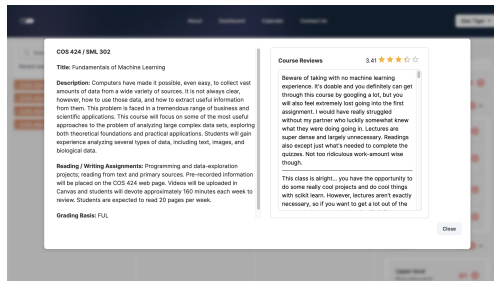 About
Dashboard
Calendar
Contact Us
COS 424 / SML 302
Title: Fundamentals of Machine Learning
Description: Computers have made it possible, even easy, to collect vast
amounts of data from a wide variety of sources. It is not always clear,
however, how to use those data, and how to extract useful information
from them. This problem is faced in a tremendous range of business and
scientific applications. This course will focus on some of the most useful
approaches to the problem of analyzing large complex data sets, exploring
both theoretical foundations and practical applications. Students will gain
experience analyzing several types of data, including text, images, and
biological data.
Reading / Writing Assignments: Programming and data-exploration
projects; reading from text and primary sources. Pre-recorded information
will be placed on the COS 424 web page. Videos will be uploaded in
Canvas and students will devote approximately 160 minutes each week to
review. Students are expected to read 20 pages per week.
Grading Basis: FUL
Course Reviews 3.41
Beware of taking with no machine learning
experience. it's doable and you definitely can get
through this course by googling a lot, but you
will also feel extremely lost going into the first
assignment. I would have really struggled
without my partner who luckily somewhat knew
what they were doing going in. Lectures are
super dense and largely unnecessary. Readings
also except just what's needed to complete the
quizzes. Not too ridiculous work-amount wise
though.
This class is alright... you have the opportunity to
do some really cool projects and do cool things
with scikit learn. However, lectures aren't exactly
necessary, so if you want to get a lot out of the
Close
Upper level